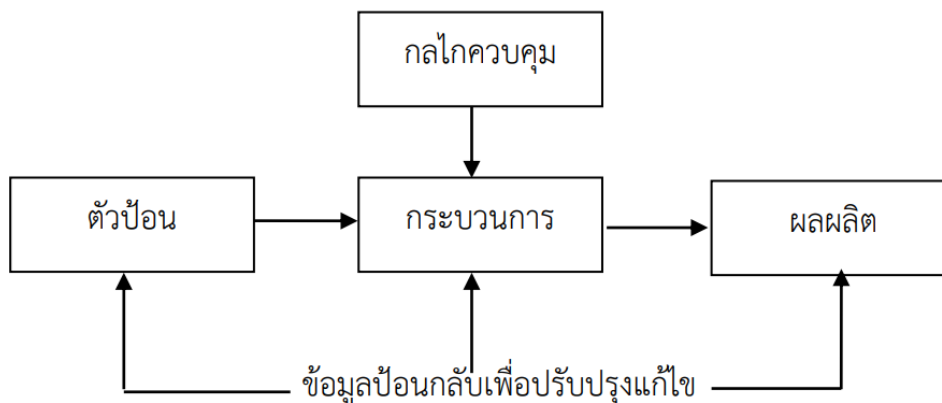 กลไกควบคุม
ตัวป้อน
กระบวนการ
ผลผลิต
ข้อมูลป้อนกลับเพื่อปรับปรุงแก้ไข